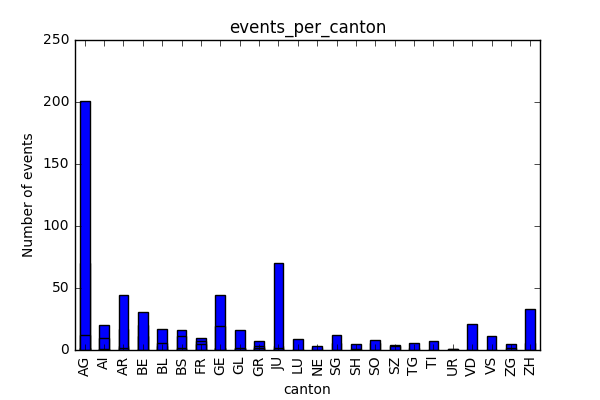 events_per_canton
250
200
150
100
50
0
Number of events
AG AI AR BE BL BS FR GE GL GR JU LU NE SG SH SO SZ TG TI UR VD VS ZG ZH
canton